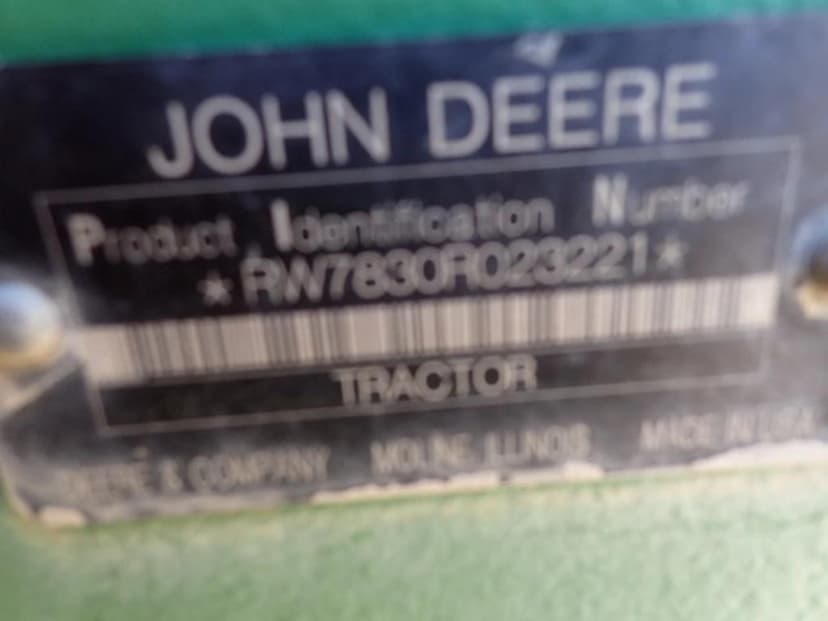 JOHN DEERE
Product Identification Number
*RW7830R023221*
TRACTOR
DEERE & COMPANY MOLINE ILLINOIS MADE IN USA